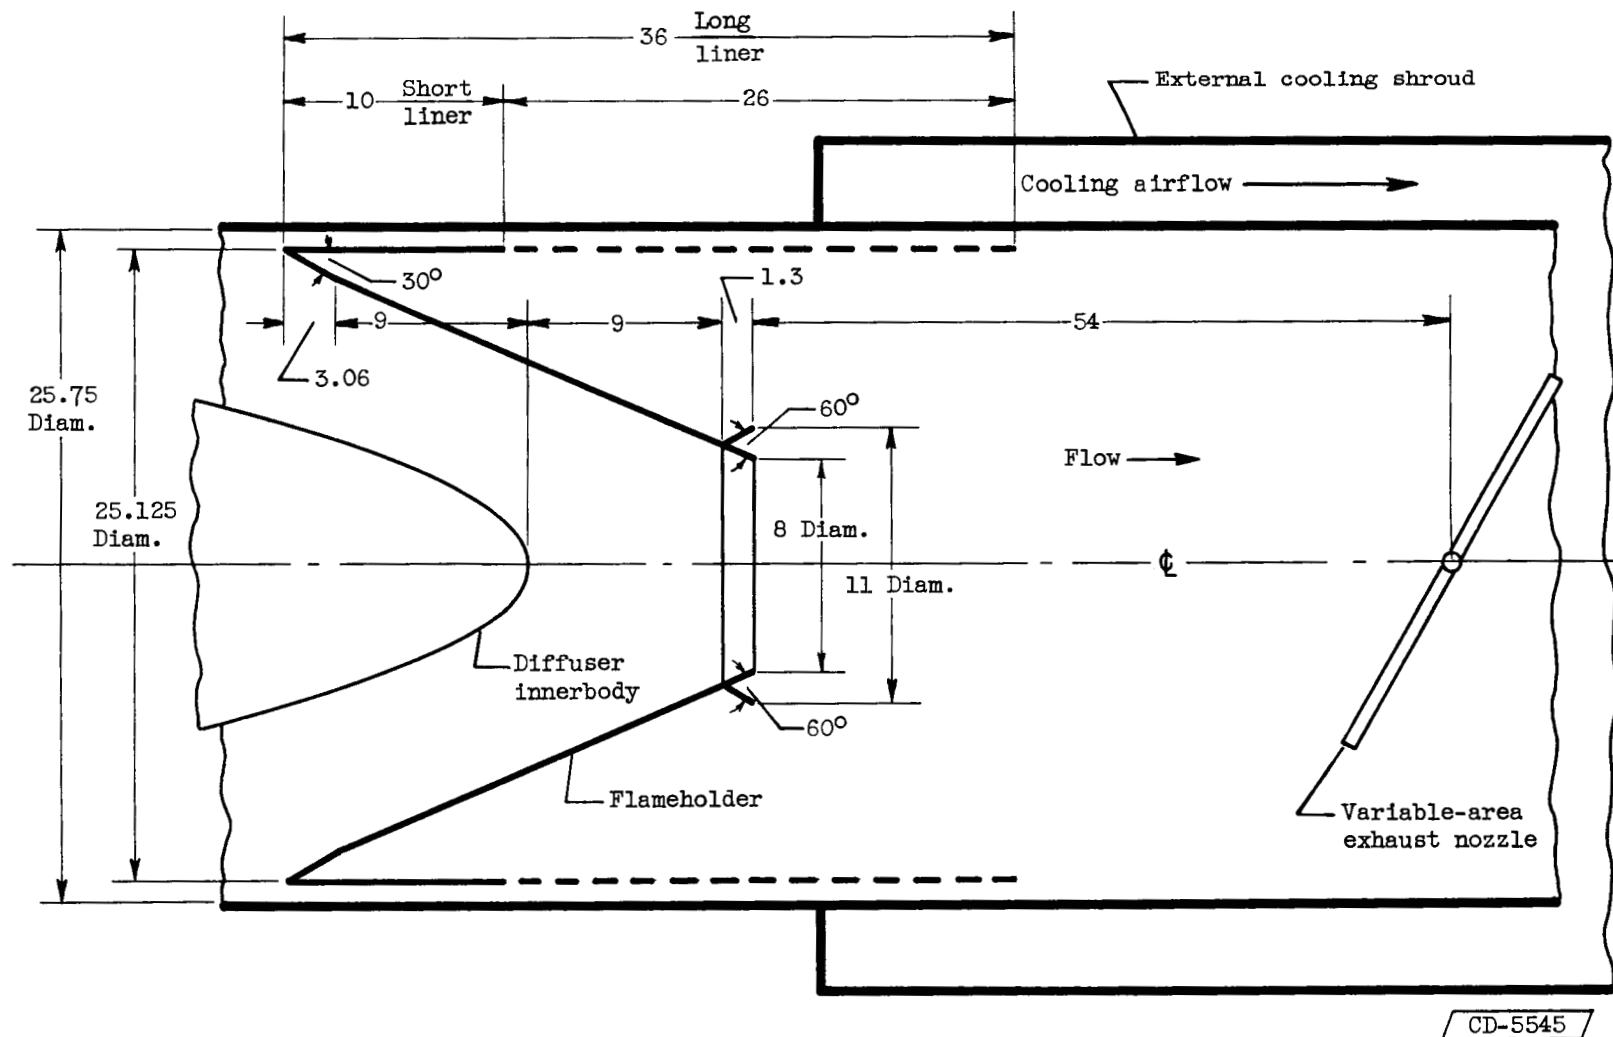 36
Long
liner
10
Short
liner
26
External cooling shroud
Cooling airflow
30°
1.3
9
9
54
3.06
25.75
Diam.
60°
Flow
25.125
Diam.
8 Diam.
℄
11 Diam.
Diffuser
innerbody
60°
Flameholder
Variable-area
exhaust nozzle
CD-5545